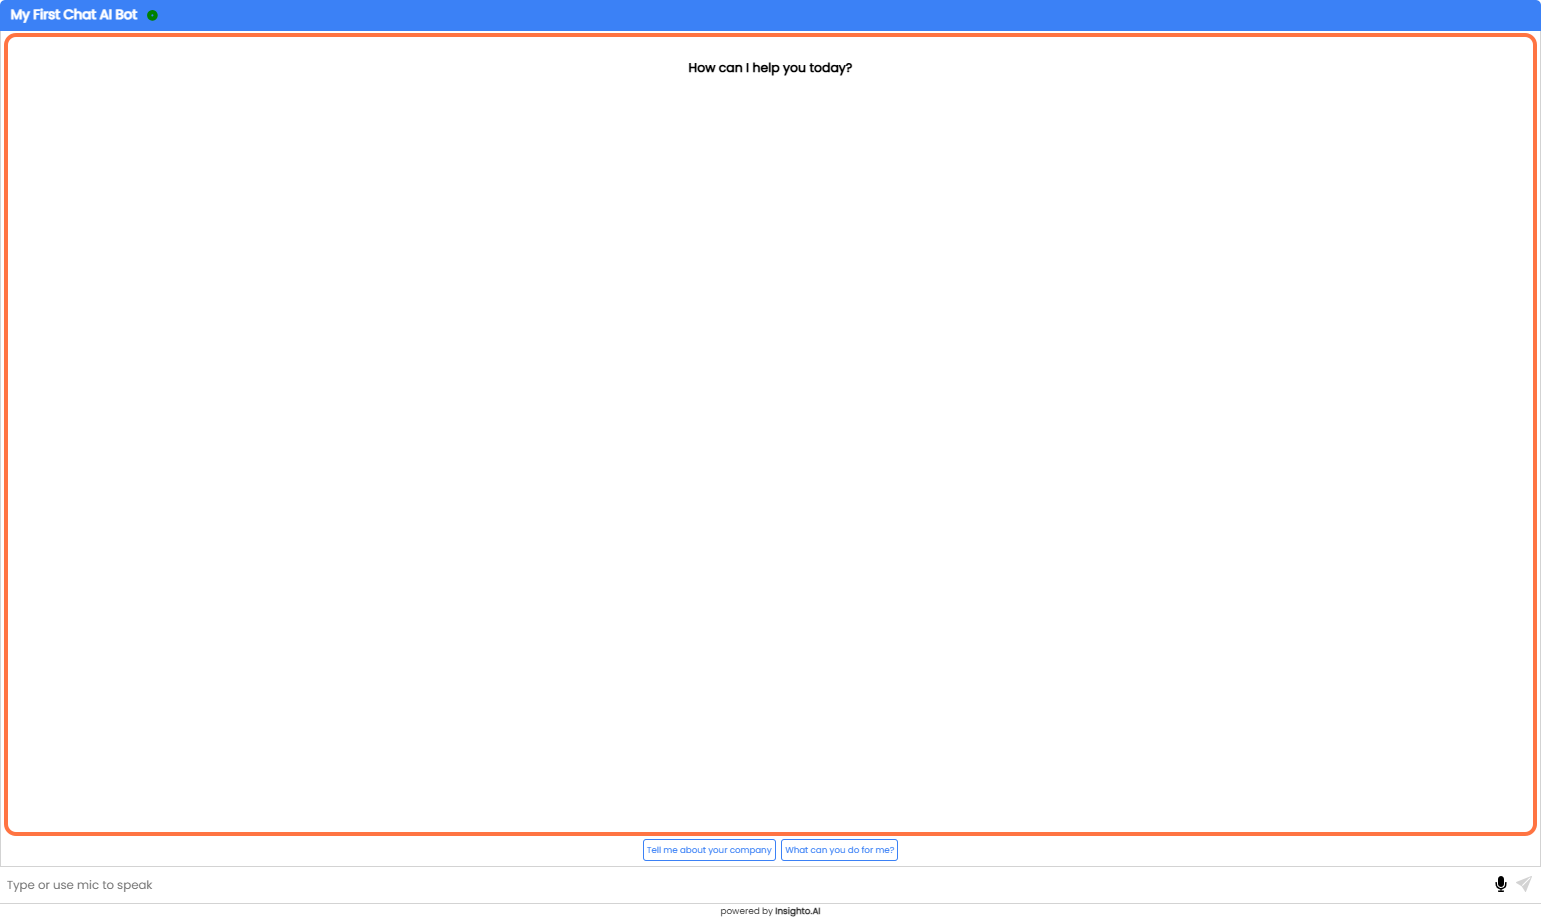 My First Chat AI Bot
How can I help you today?
Tell me about your company
What can you do for me?
Type or use mic to speak
powered by Insighto.AI